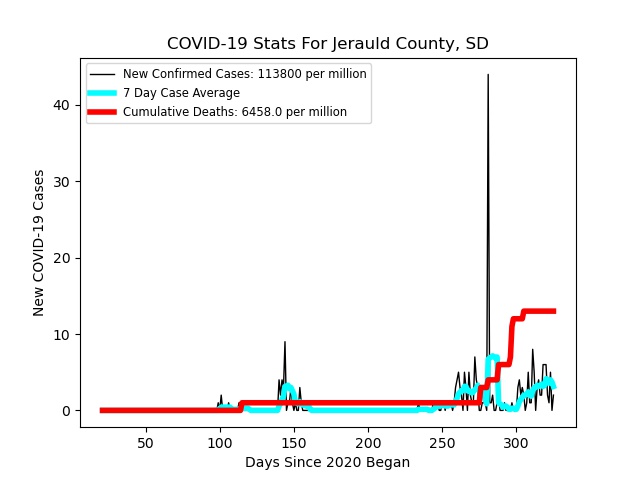 COVID-19 Stats For Jerauld County, SD
New Confirmed Cases: 113800 per million
7 Day Case Average
Cumulative Deaths: 6458.0 per million
New COVID-19 Cases
40
30
20
10
0
50 100 150 200 250 300
Days Since 2020 Began